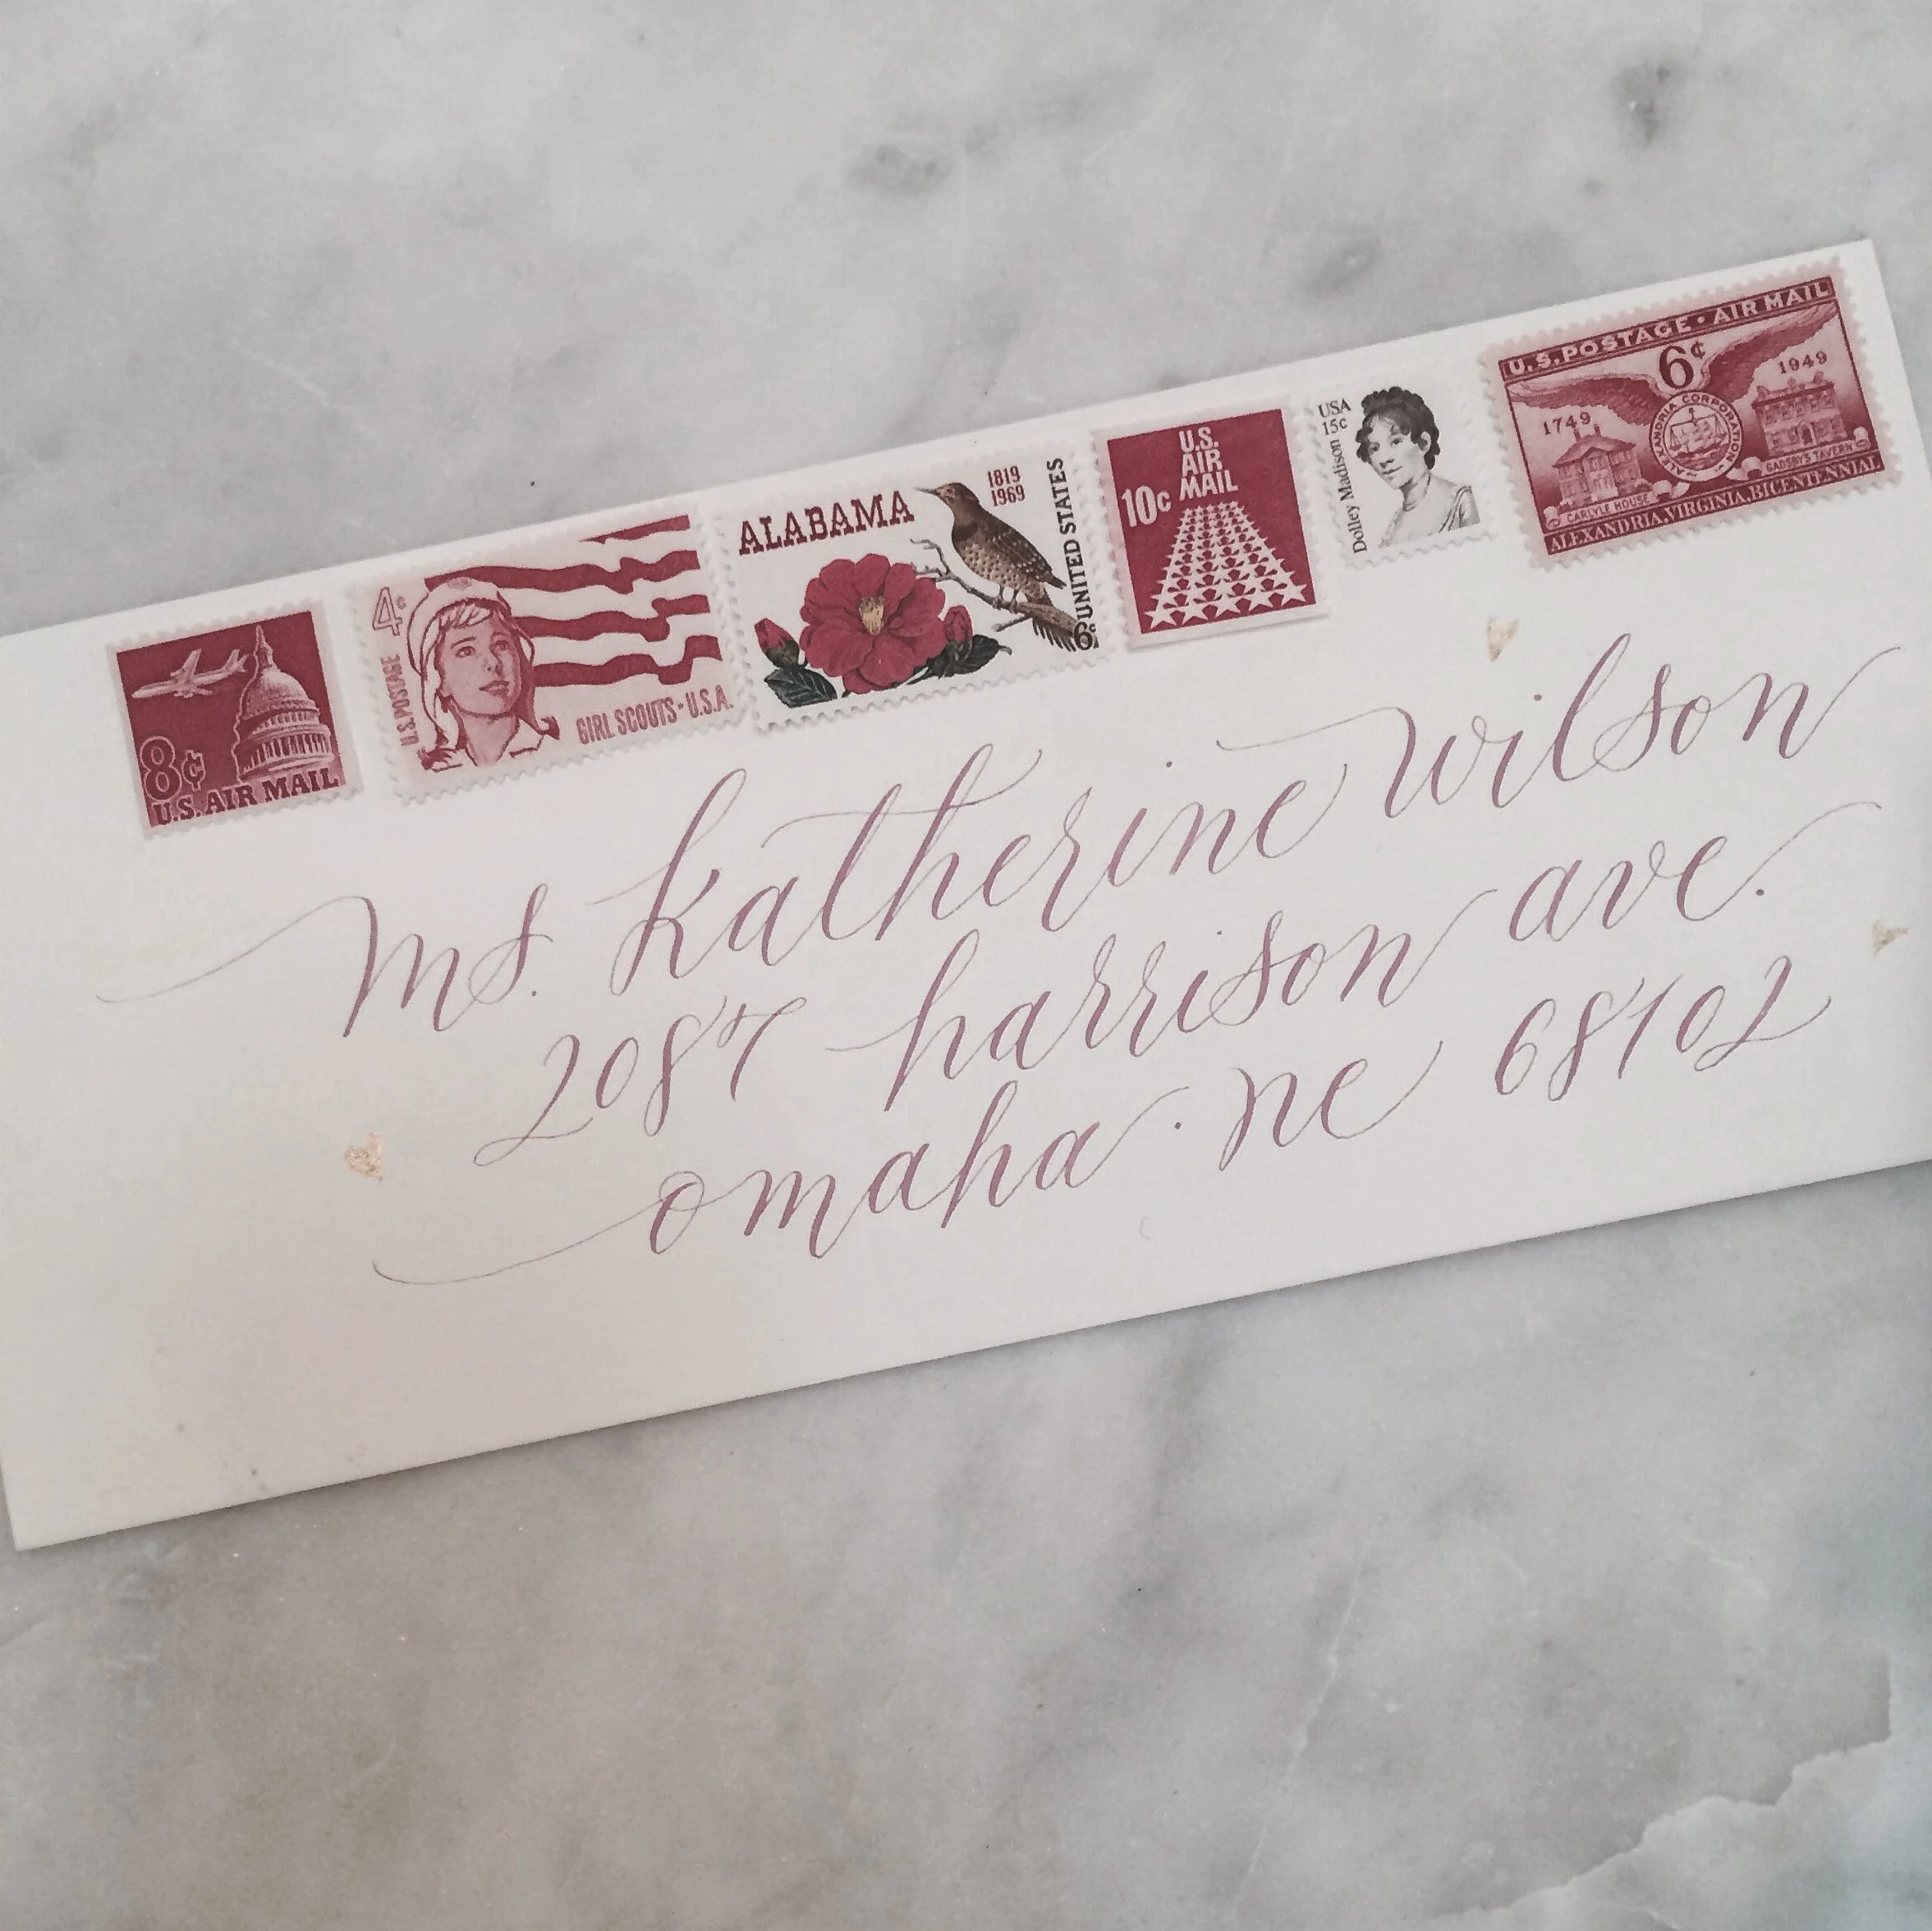 8¢
U.S. AIR MAIL
4¢
U.S. POSTAGE
GIRL SCOUTS • U.S.A.
ALABAMA
1819
1969
UNITED STATES
6¢
U.S.
AIR
MAIL
10c
USA
15c
Dolley Madison
U.S. POSTAGE • AIR MAIL
6¢
1749
1949
ALEXANDRIA CORPORATION
CARLYLE HOUSE
GADSBY'S TAVERN
ALEXANDRIA, VIRGINIA, BICENTENNIAL
ms. katherine wilson
2087 harrison ave.
omaha · ne 68102